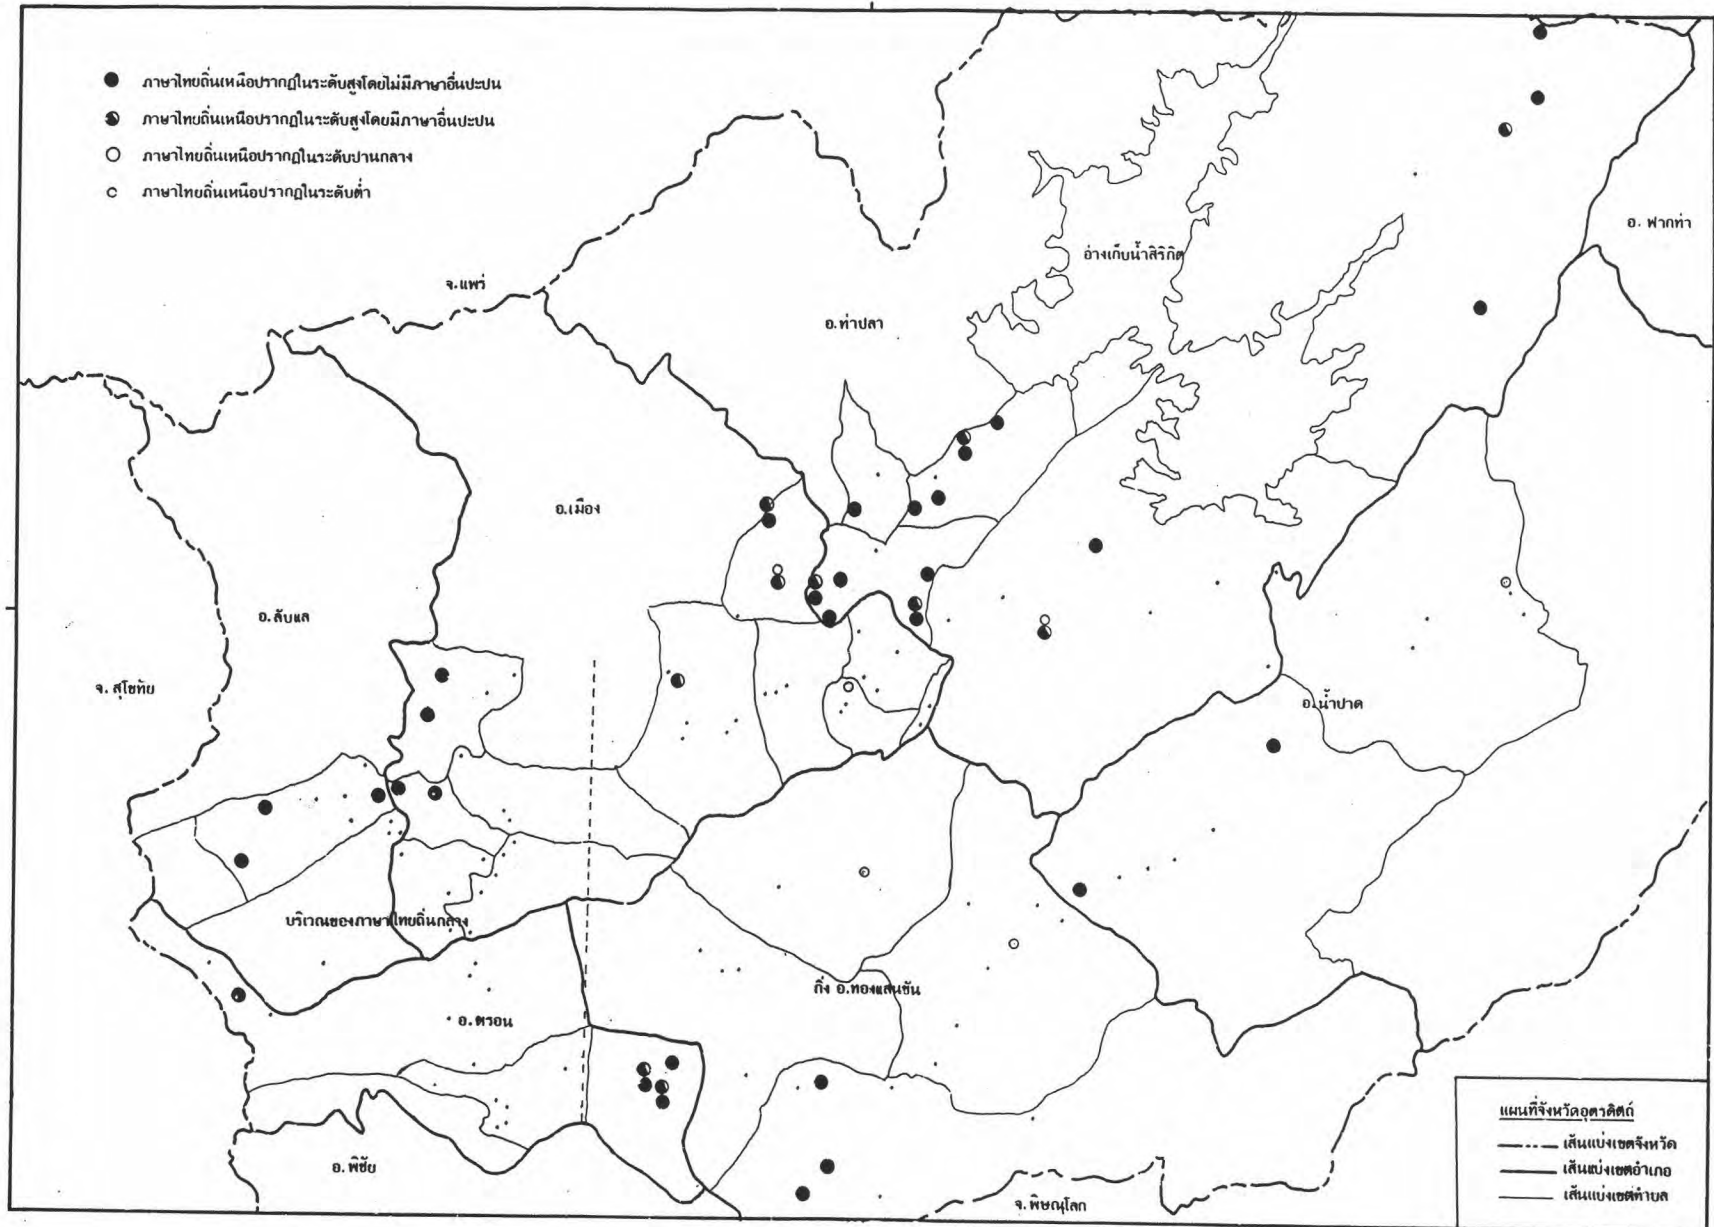 ภาษาไทยถิ่นเหนือปรากฏในระดับสูงโดยไม่มีภาษาอื่นปะปน
ภาษาไทยถิ่นเหนือปรากฏในระดับสูงโดยมีภาษาอื่นปะปน
ภาษาไทยถิ่นเหนือปรากฏในระดับปานกลาง
ภาษาไทยถิ่นเหนือปรากฏในระดับต่ำ
อ. ฟากท่า
อ่างเก็บน้ำสิริกิต
จ.แพร่
อ.ท่าปลา
อ.เมือง
อ.ลับแล
จ. สุโขทัย
อ.น้ำปาด
บริเวณของภาษาไทยถิ่นกลาง
กิ่ง อ.ทองแสนขัน
อ.ตรอน
อ. พิชัย
จ.พิษณุโลก
แผนที่จังหวัดอุตรดิตถ์
เส้นแบ่งเขตจังหวัด
เส้นแบ่งเขตอำเภอ
เส้นแบ่งเขตตำบล